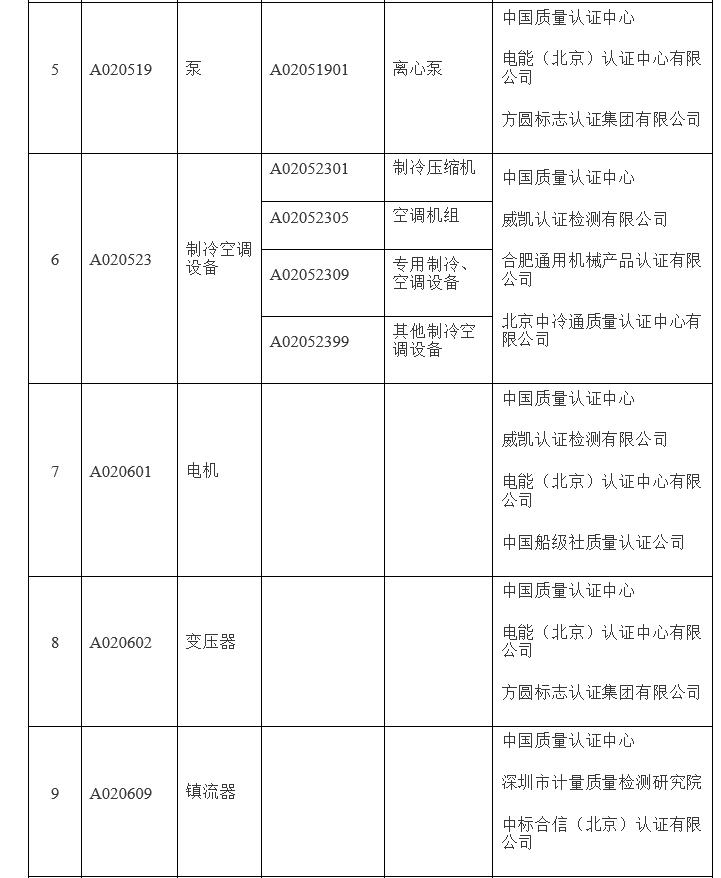 5
A020519
泵
A02051901
离心泵
中国质量认证中心
电能（北京）认证中心有限
公司
方圆标志认证集团有限公司
6
A020523
制冷空调
设备
A02052301
制冷压缩机
A02052305
空调机组
A02052309
专用制冷、
空调设备
A02052399
其他制冷空
调设备
中国质量认证中心
威凯认证检测有限公司
合肥通用机械产品认证有限
公司
北京中冷通质量认证中心有
限公司
7
A020601
电机
中国质量认证中心
威凯认证检测有限公司
电能（北京）认证中心有限
公司
中国船级社质量认证公司
8
A020602
变压器
中国质量认证中心
电能（北京）认证中心有限
公司
方圆标志认证集团有限公司
9
A020609
镇流器
中国质量认证中心
深圳市计量质量检测研究院
中标合信（北京）认证有限
公司